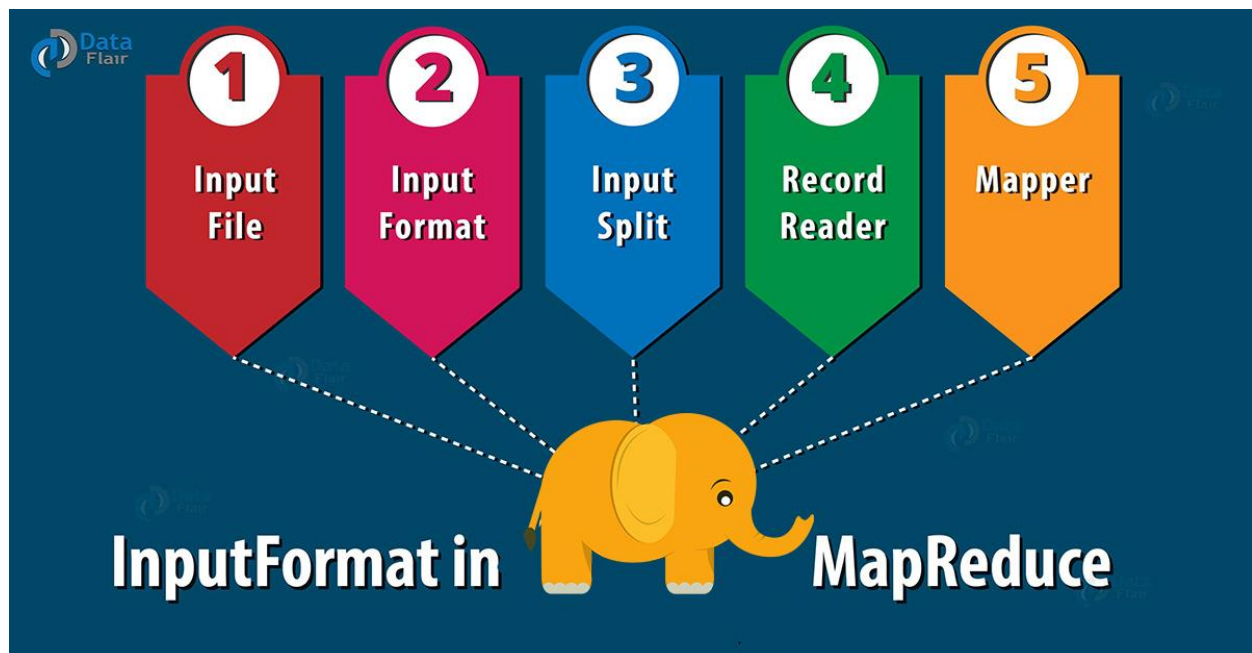 Data
Flair
1
2
3
4
5
Input
File
Input
Format
Input
Split
Record
Reader
Mapper
InputFormat in
MapReduce